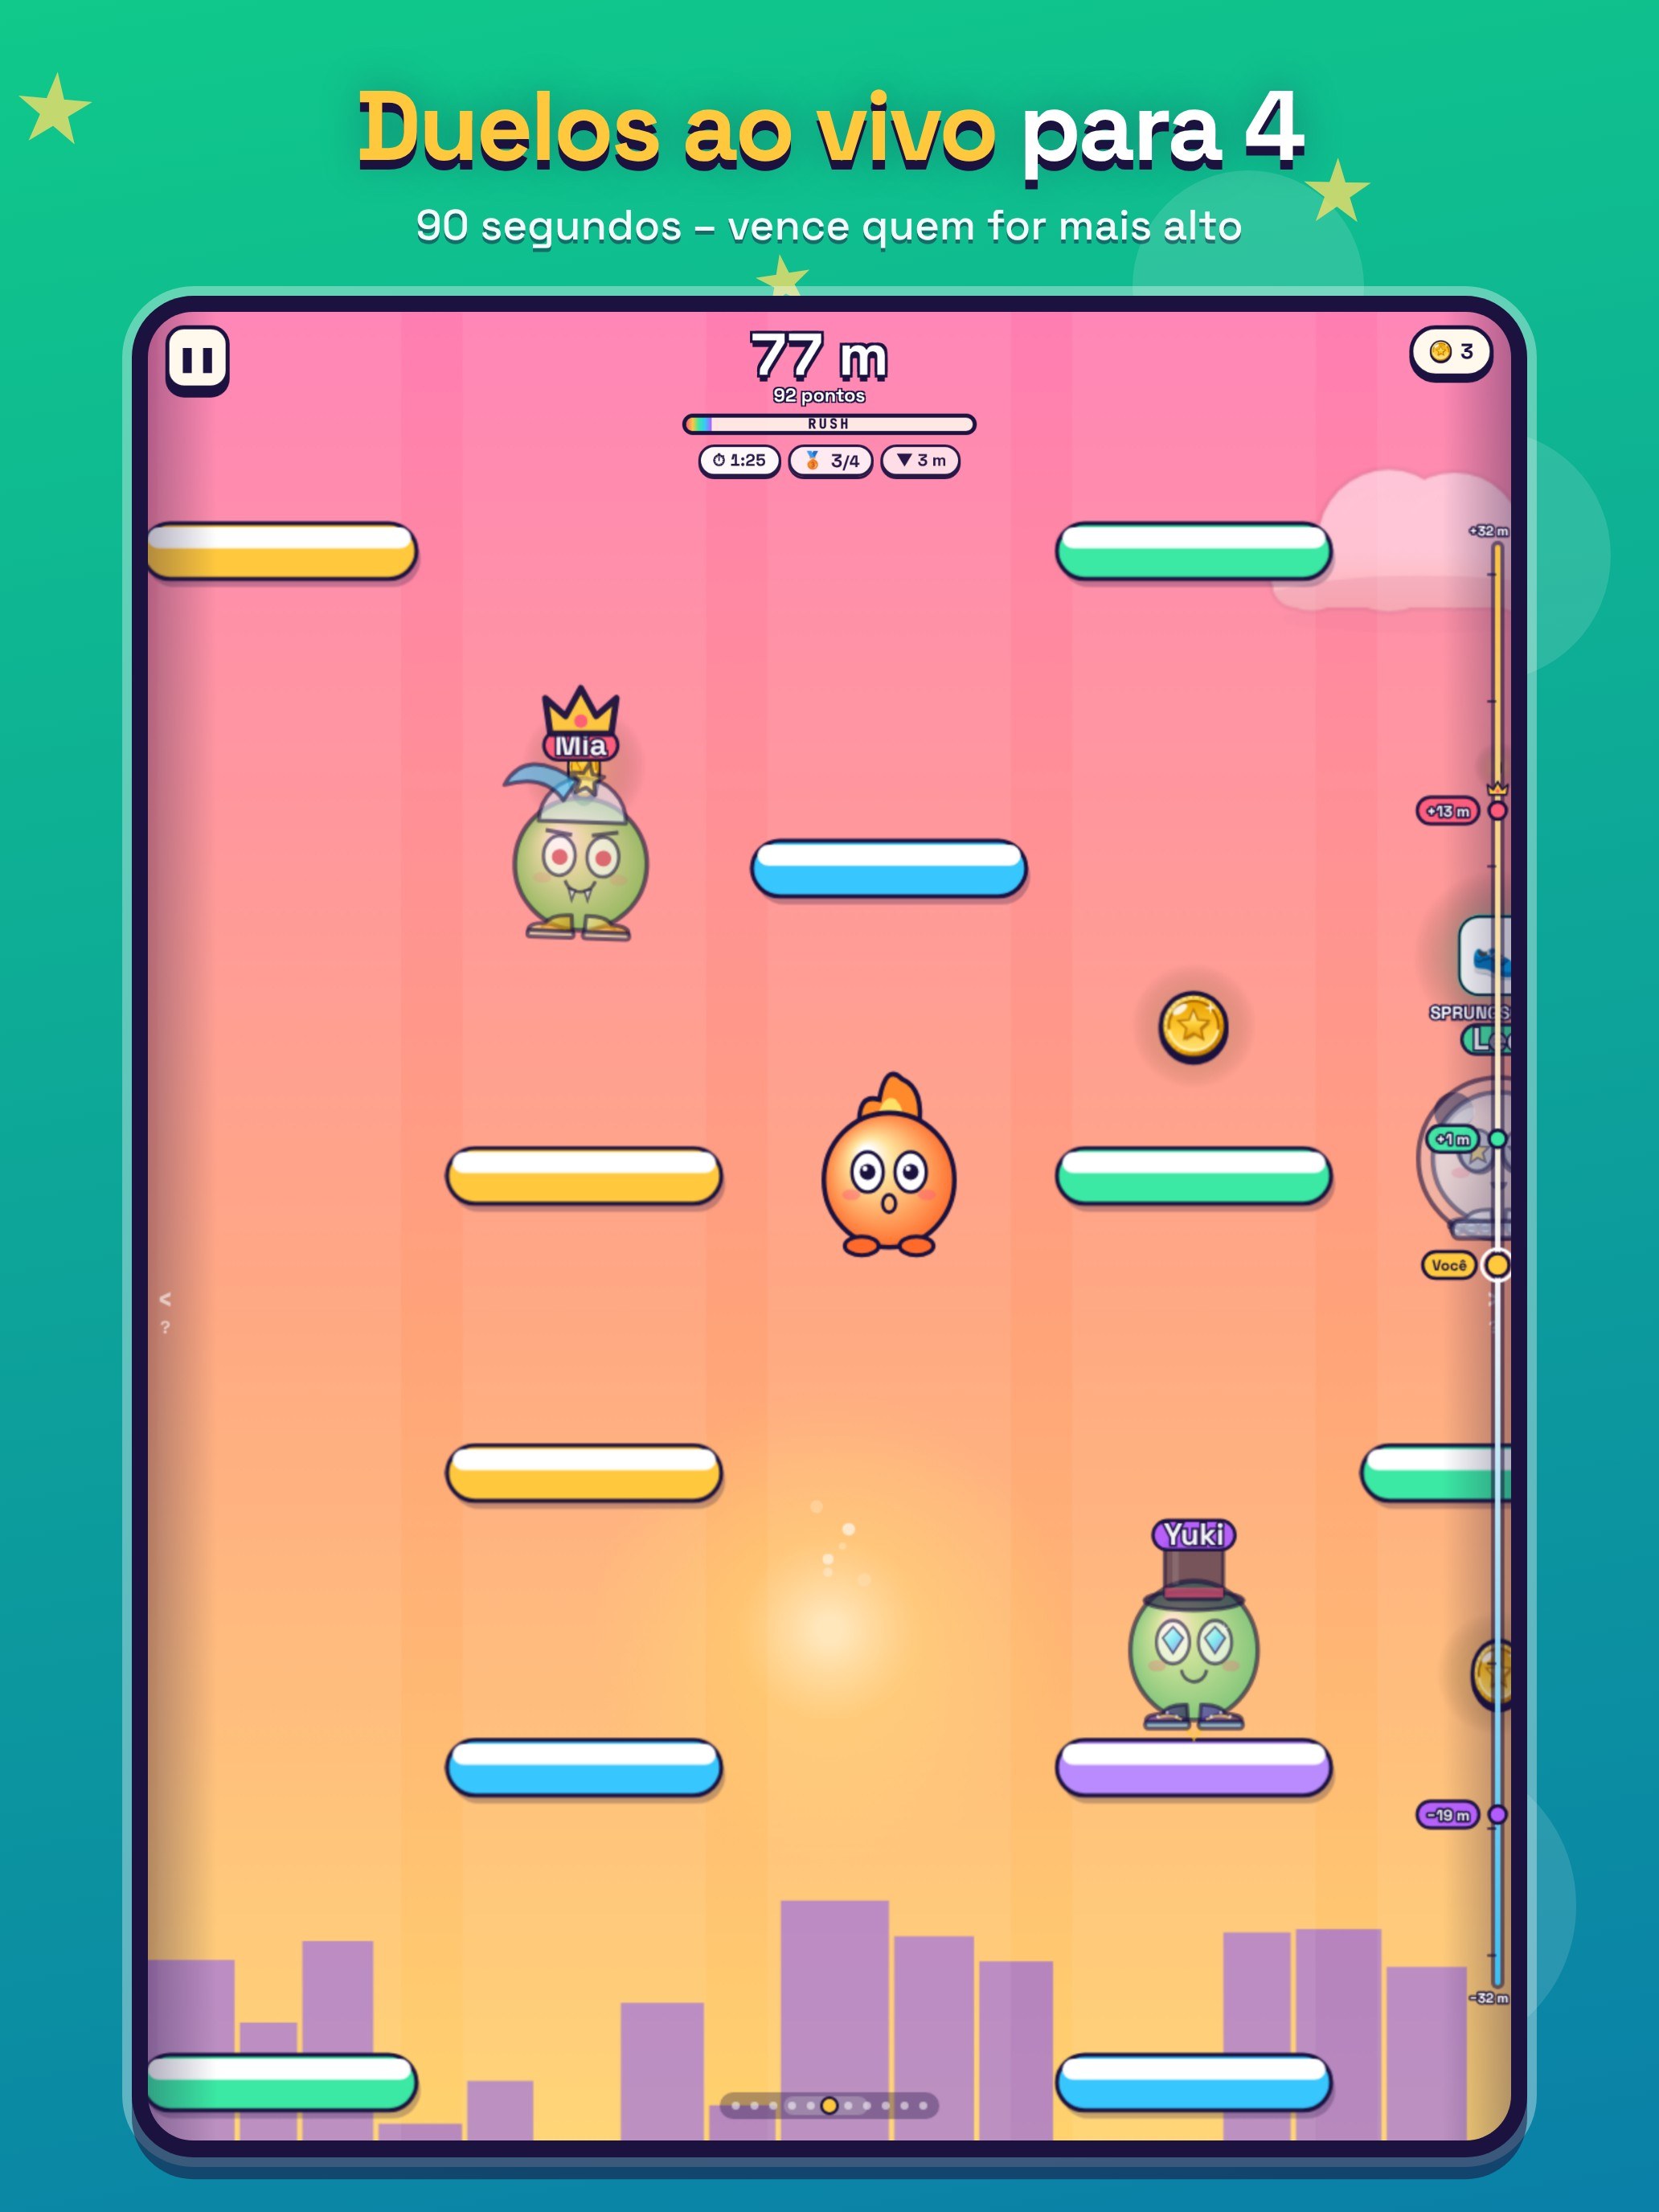 Duelos ao vivo para 4
90 segundos – vence quem for mais alto
77 m
3
92 pontos
RUSH
1:25
3/4
▼ 3 m
+32 m
Mia
+13 m
SPRUNGS
+1 m
Você
<
?
Yuki
-19 m
-32 m